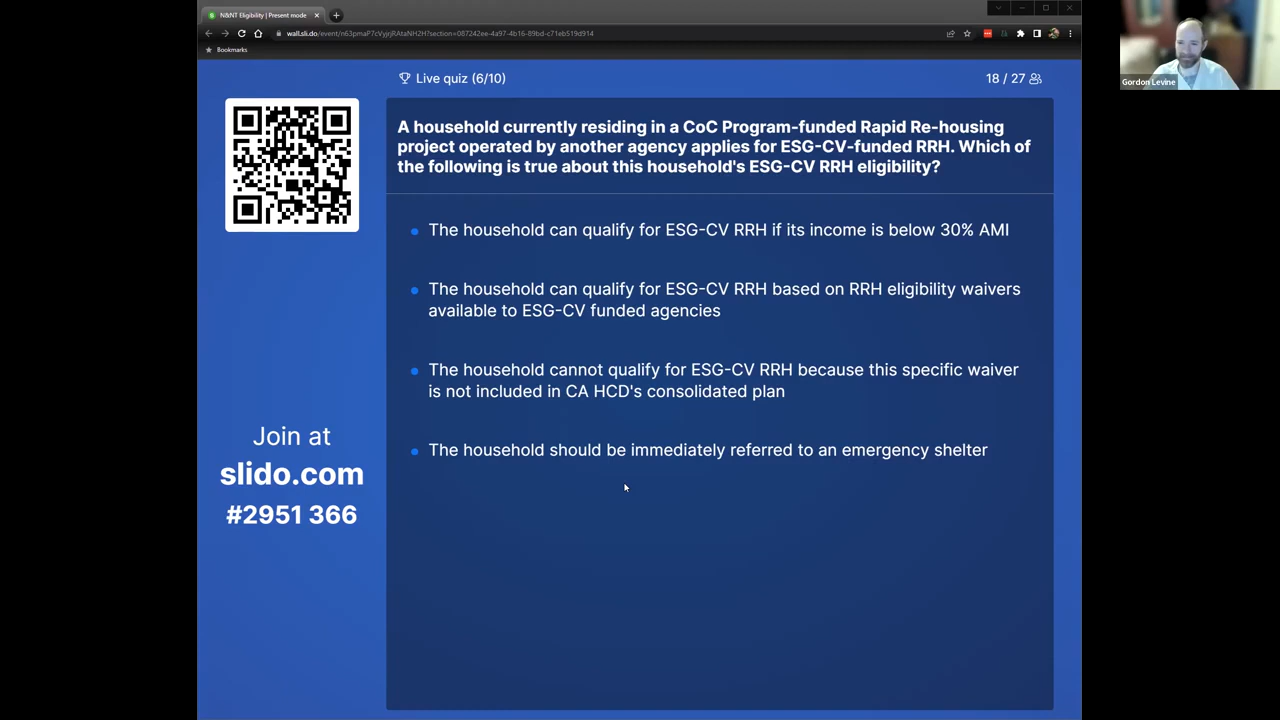 N&NT Eligibility | Present mode
wall.sli.do/event/n63pmaP7cVyjrjRAtaNH2H?section=087242ee-4a97-4b16-89bd-c71eb519d914
Bookmarks
Gordon Levine
Live quiz (6/10)
18 / 27
A household currently residing in a CoC Program-funded Rapid Re-housing
project operated by another agency applies for ESG-CV-funded RRH. Which of
the following is true about this household's ESG-CV RRH eligibility?
The household can qualify for ESG-CV RRH if its income is below 30% AMI
The household can qualify for ESG-CV RRH based on RRH eligibility waivers
available to ESG-CV funded agencies
The household cannot qualify for ESG-CV RRH because this specific waiver
is not included in CA HCD's consolidated plan
The household should be immediately referred to an emergency shelter
Join at
slido.com
#2951 366